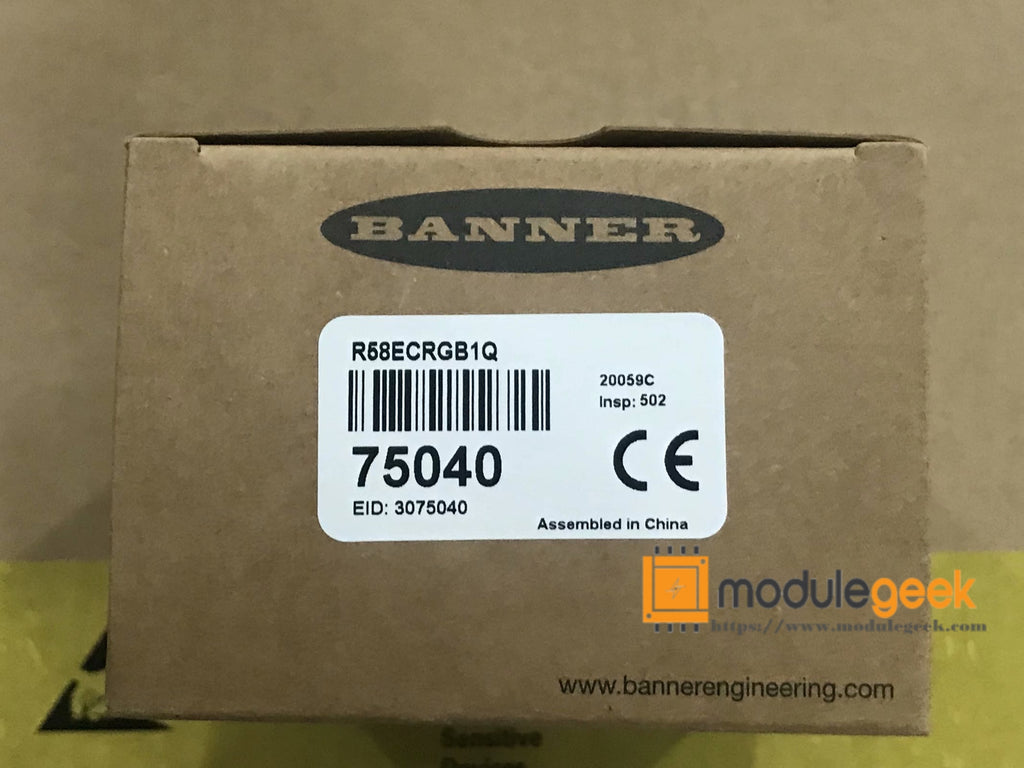 BANNER
R58ECRGB1Q
20059C
Insp: 502
75040
CE
EID: 3075040
Assembled in China
modulegeek
https://www.modulegeek.com
www.bannerengineering.com
Sensitive
Devices